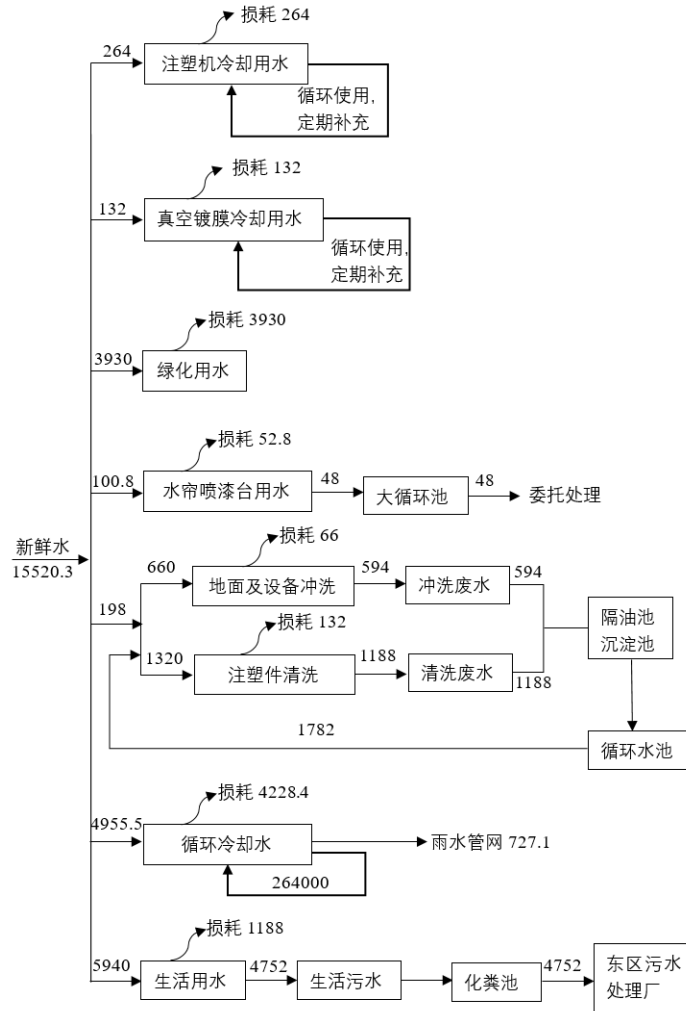 损耗 264
264
注塑机冷却用水
循环使用,
定期补充
损耗 132
132
真空镀膜冷却用水
循环使用,
定期补充
损耗 3930
3930
绿化用水
损耗 52.8
100.8
水帘喷漆台用水
48
大循环池
48
委托处理
新鲜水
15520.3
损耗 66
660
地面及设备冲洗
594
冲洗废水
594
198
隔油池
沉淀池
损耗 132
1320
注塑件清洗
1188
清洗废水
1188
1782
循环水池
损耗 4228.4
4955.5
循环冷却水
雨水管网 727.1
264000
损耗 1188
5940
生活用水
4752
生活污水
化粪池
4752
东区污水
处理厂